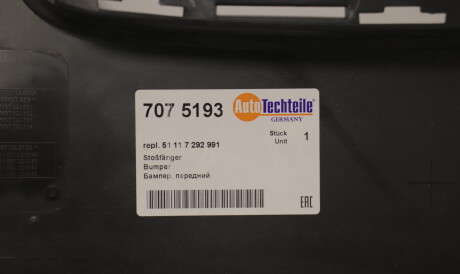 707 5193
AutoTechteile®
GERMANY
repl. 51 11 7 292 991
Stuck
Unit
1
Stoßfänger
Bumper
Бампер, передний
EAC